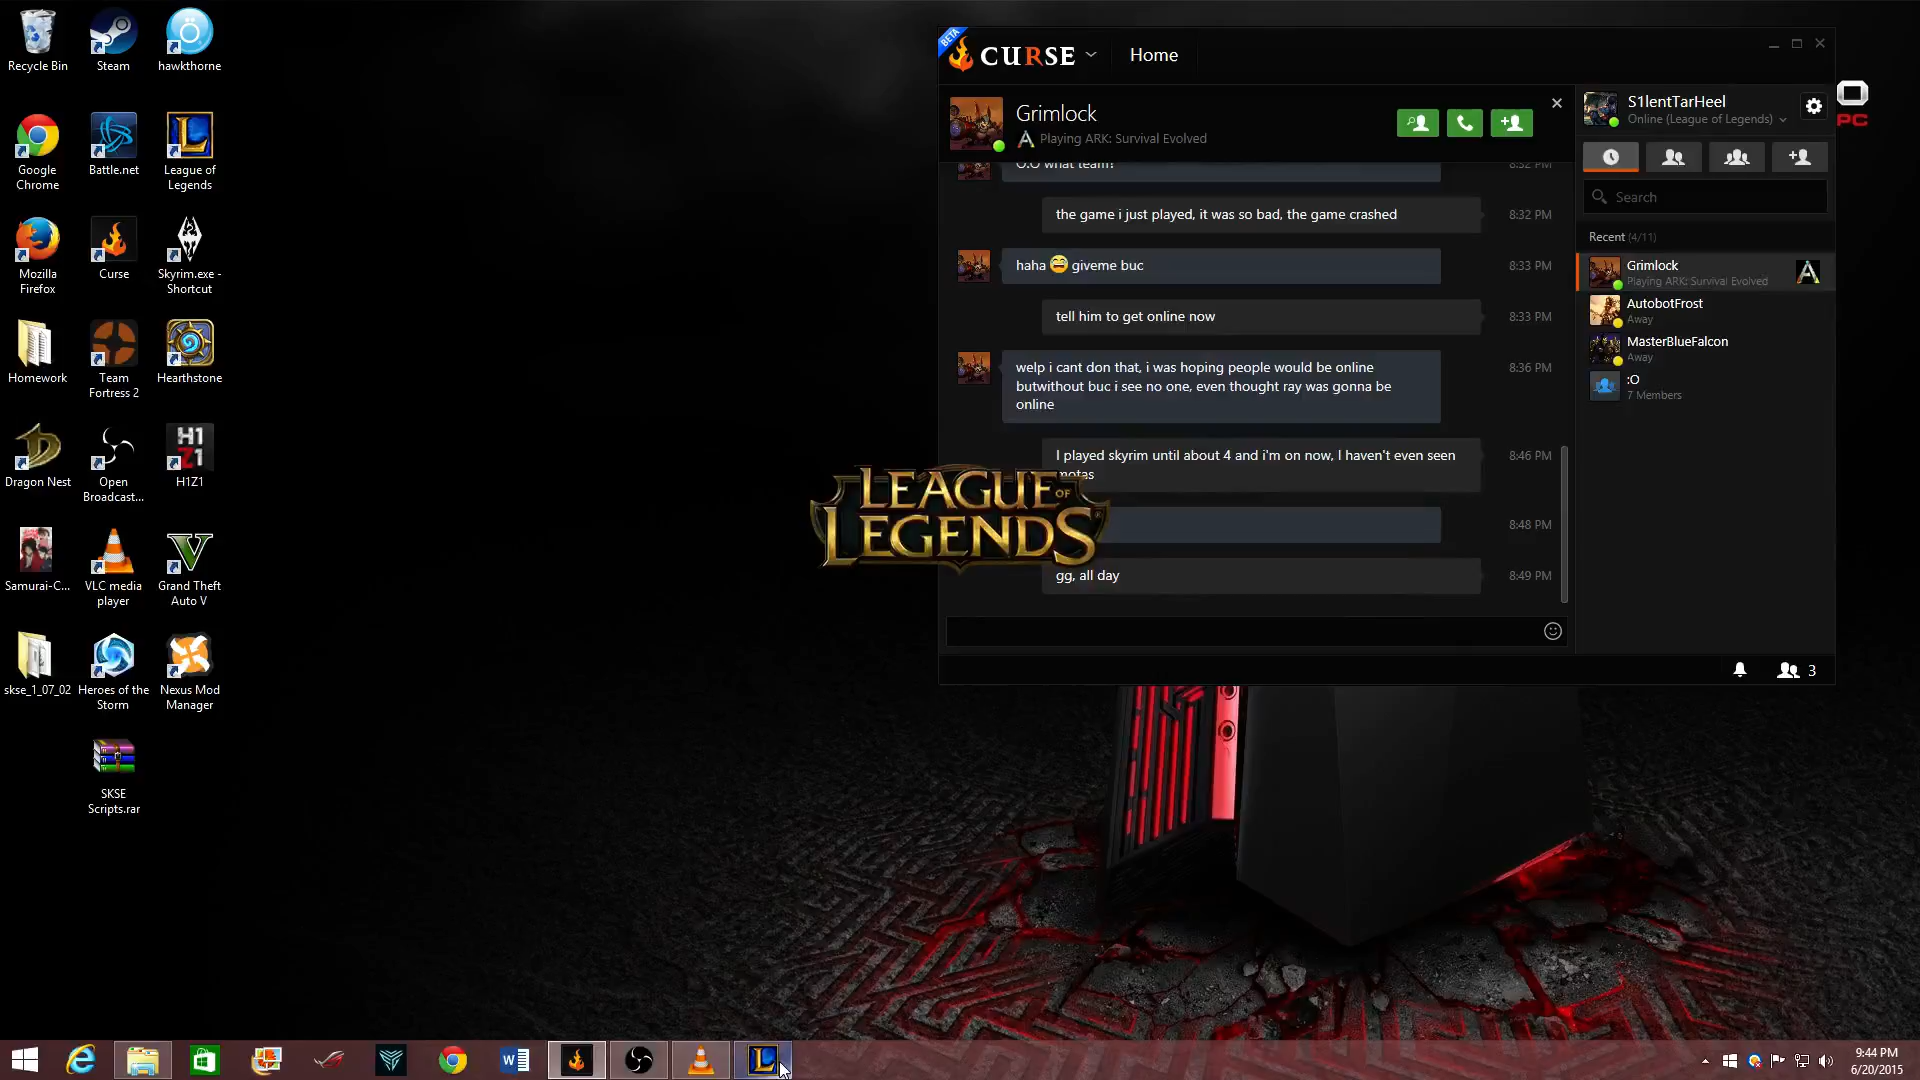 Recycle Bin
Steam
hawkthorne
Google
Chrome
Battle.net
League of
Legends
Mozilla
Firefox
Curse
Skyrim.exe -
Shortcut
Homework
Team
Fortress 2
Hearthstone
Dragon Nest
Open
Broadcast...
H1Z1
H1Z1
Samurai-C...
VLC media
player
Grand Theft
Auto V
skse_1_07_02
Heroes of the
Storm
Nexus Mod
Manager
SKSE
Scripts.rar
BETA
CURSE
Home
Grimlock
Playing ARK: Survival Evolved
O.O what team?
8:32 PM
the game i just played, it was so bad, the game crashed
8:32 PM
haha 😄 giveme buc
8:33 PM
tell him to get online now
8:33 PM
welp i cant don that, i was hoping people would be online
butwithout buc i see no one, even thought ray was gonna be
online
8:36 PM
I played skyrim until about 4 and i'm on now, I haven't even seen
motas
8:46 PM
8:48 PM
gg, all day
8:49 PM
LEAGUE OF
LEGENDS
S1lentTarHeel
Online (League of Legends)
Search
Recent (4/11)
Grimlock
Playing ARK: Survival Evolved
AutobotFrost
Away
MasterBlueFalcon
Away
:O
7 Members
3
PC
9:44 PM
6/20/2015